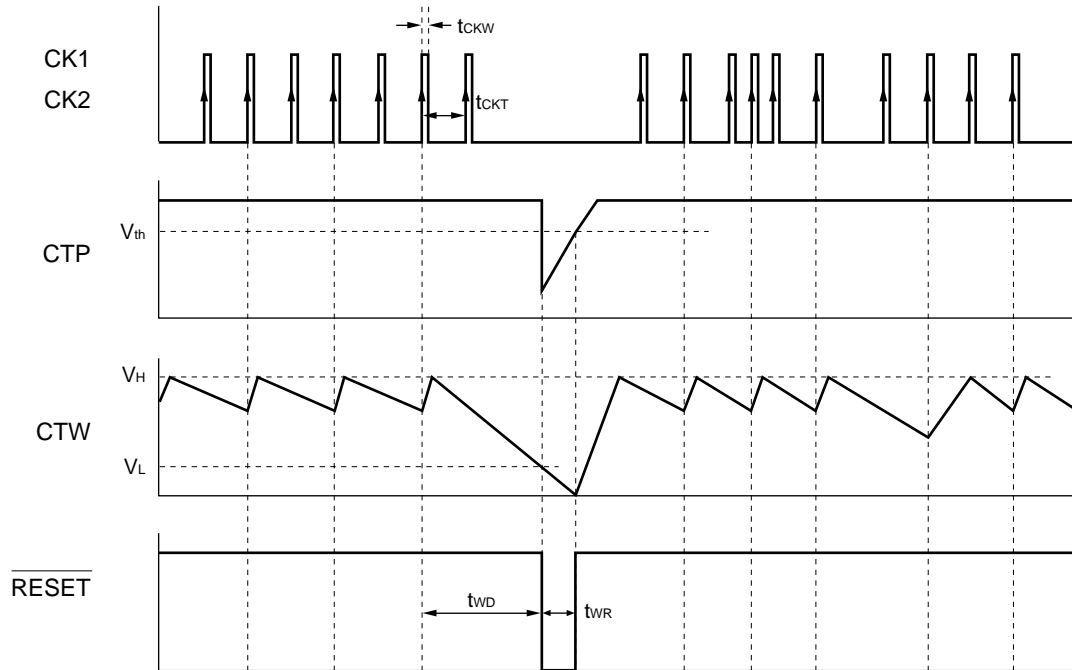 tCKW
CK1
CK2
tCKT
Vth
CTP
VH
CTW
VL
RESET
tWD
tWR